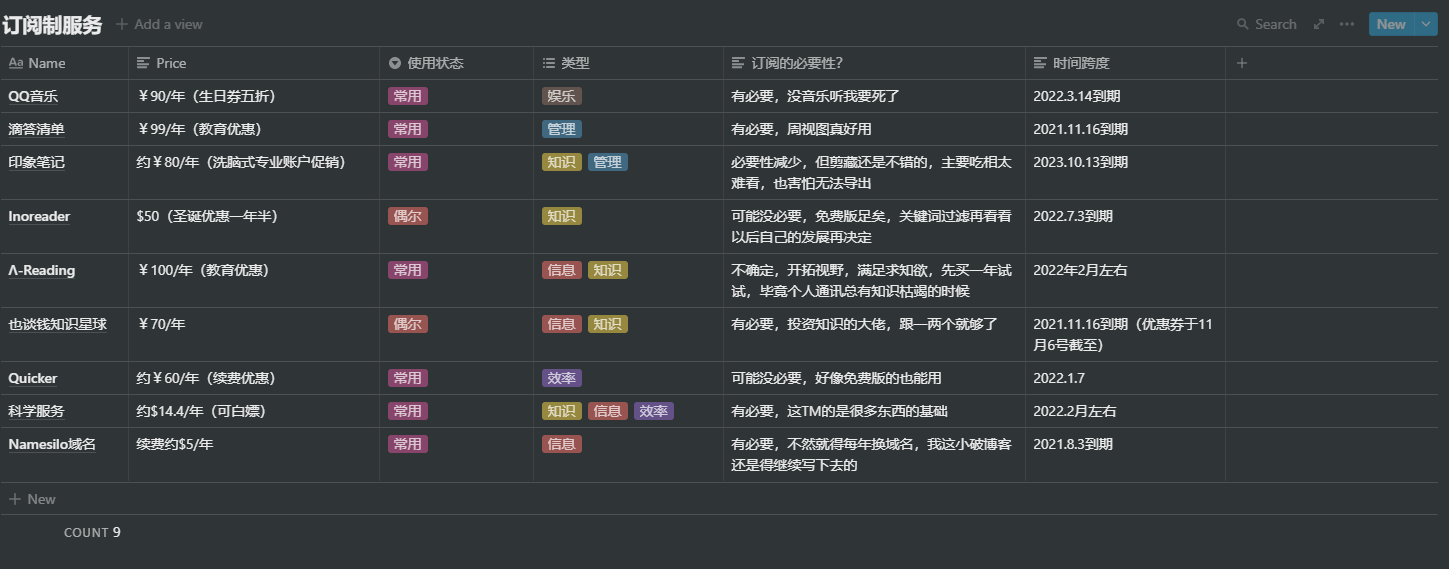 订阅制服务 + Add a view Search New
Aa Name Price 使用状态 类型 订阅的必要性? 时间跨度 +
QQ音乐 ￥90/年（生日券五折） 常用 娱乐 有必要，没音乐听我要死了 2022.3.14到期
滴答清单 ￥99/年（教育优惠） 常用 管理 有必要，周视图真好用 2021.11.16到期
印象笔记 约￥80/年（洗脑式专业账户促销） 常用 知识 管理 必要性减少，但剪藏还是不错的，主要吃相太 2023.10.13到期
难看，也害怕无法导出
Inoreader $50（圣诞优惠一年半） 偶尔 知识 可能没必要，免费版足矣，关键词过滤再看看 2022.7.3到期
以后自己的发展再决定
Λ-Reading ￥100/年（教育优惠） 常用 信息 知识 不确定，开拓视野，满足求知欲，先买一年试 2022年2月左右
试，毕竟个人通讯总有知识枯竭的时候
也谈钱知识星球 ￥70/年 偶尔 信息 知识 有必要，投资知识的大佬，跟一两个就够了 2021.11.16到期（优惠券于11
月6号截至）
Quicker 约￥60/年（续费优惠） 常用 效率 可能没必要，好像免费版的也能用 2022.1.7
科学服务 约$14.4/年（可白嫖） 常用 知识 信息 效率 有必要，这TM的是很多东西的基础 2022.2月左右
Namesilo域名 续费约$5/年 常用 信息 有必要，不然就得每年换域名，我这小破博客 2021.8.3到期
还是得继续写下去的
+ New
COUNT 9